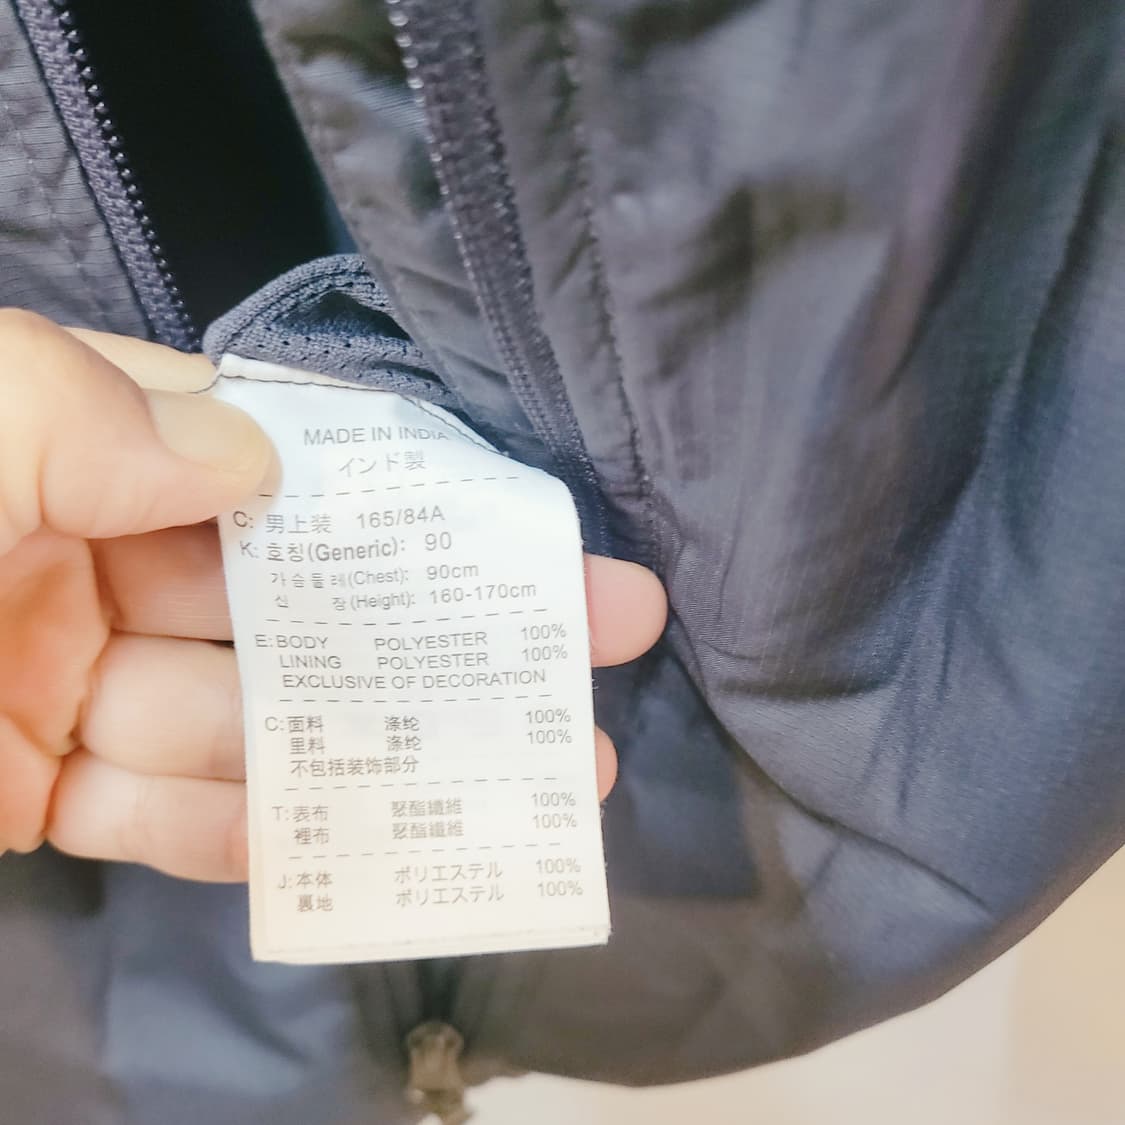 MADE IN INDIA
インド製
C: 男上装 165/84A
K: 호칭(Generic): 90
가슴둘레(Chest): 90cm
신 장(Height): 160-170cm
E: BODY POLYESTER 100%
LINING POLYESTER 100%
EXCLUSIVE OF DECORATION
C: 面料 涤纶 100%
里料 涤纶 100%
不包括装饰部分
T: 表布 聚酯纖維 100%
裡布 聚酯纖維 100%
J: 本体 ポリエステル 100%
裏地 ポリエステル 100%